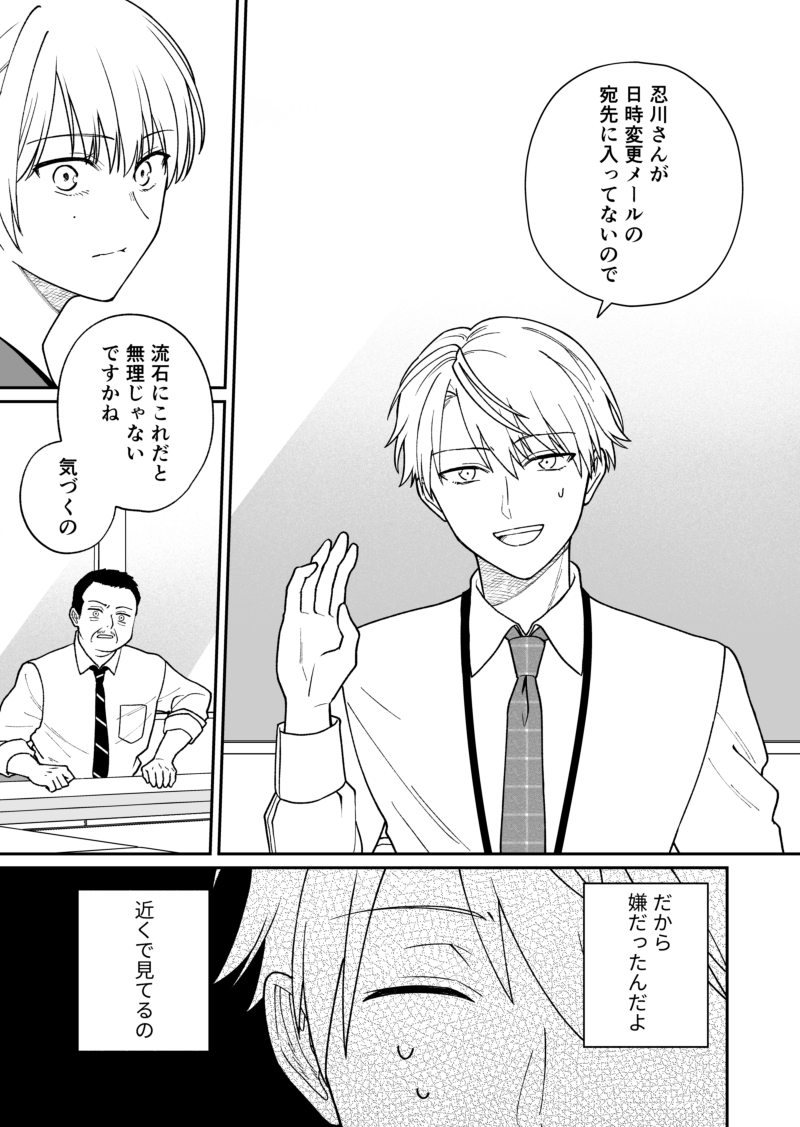 忍川さんが
日時変更メールの
宛先に入ってないので
流石にこれだと
無理じゃない
ですかね
気づくの
だから
嫌だったんだよ
近くで見てるの